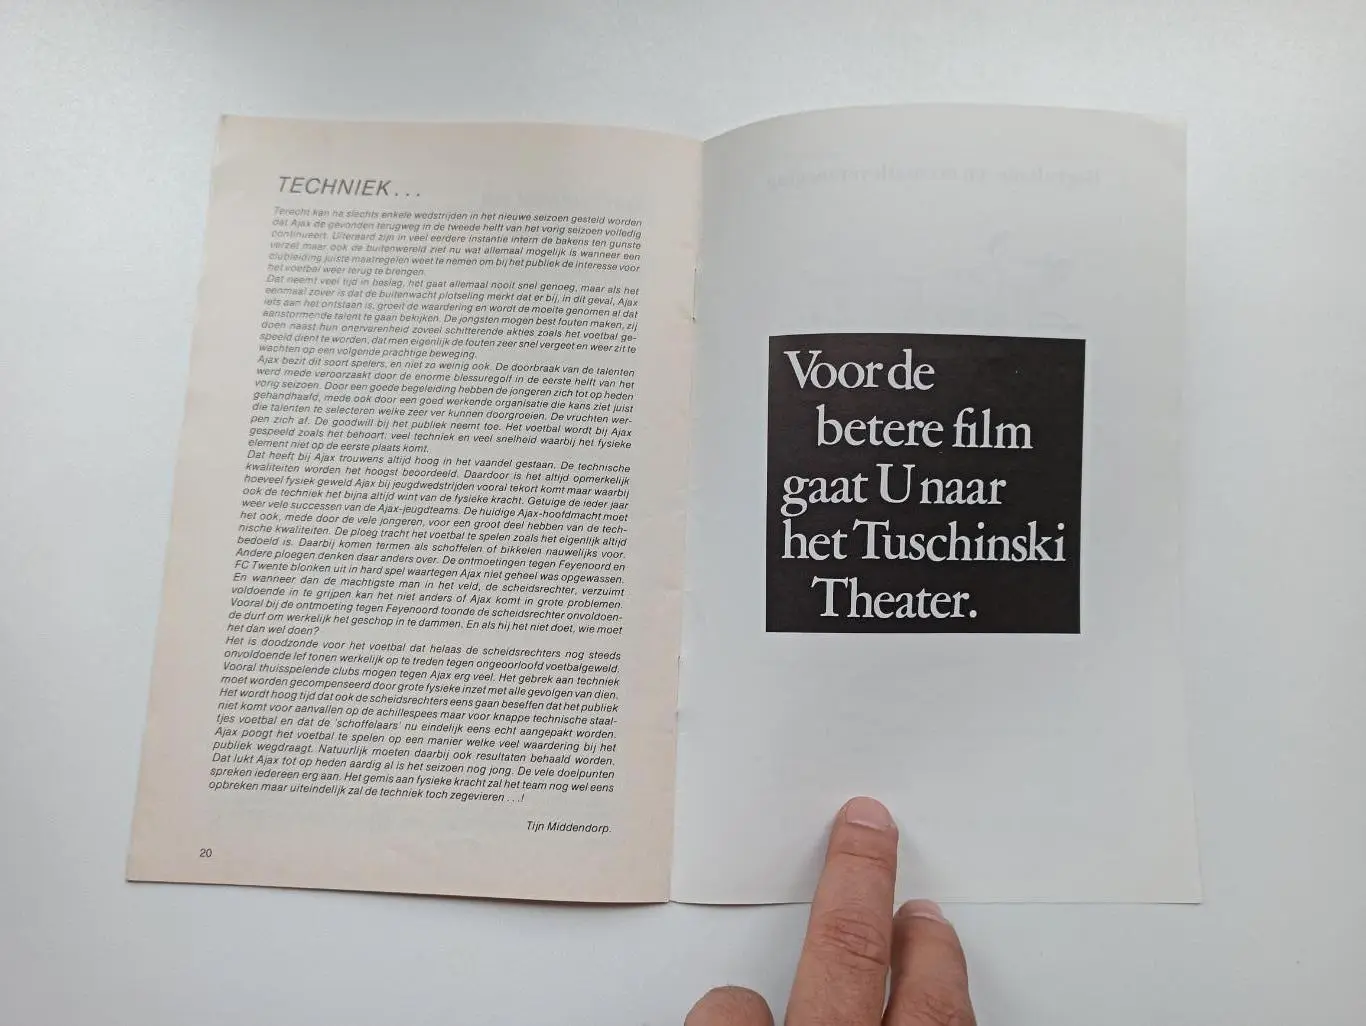 TECHNIEK...
Terecht kan na slechts enkele wedstrijden in het nieuwe seizoen gesteld worden
dat Ajax de gevonden terugweg in de tweede helft van het vorig seizoen volledig
continueert. Uiteraard zijn in veel eerdere instantie intern de bakens ten gunste
verzet maar ook de buitenwereld ziet nu wat allemaal mogelijk is wanneer een
clubleiding juiste maatregelen weet te nemen om bij het publiek de interesse voor
het voetbal weer terug te brengen.
Dat neemt veel tijd in beslag, het gaat allemaal nooit snel genoeg, maar als het
eenmaal zover is dat de buitenwacht plotseling merkt dat er bij, in dit geval, Ajax
iets aan het ontstaan is, groeit de waardering en wordt de moeite genomen al dat
aanstormende talent te gaan bekijken. De jongsten mogen best fouten maken, zij
doen naast hun onervarenheid zoveel schitterende akties zoals het voetbal ge-
speeld dient te worden, dat men eigenlijk de fouten zeer snel vergeet en weer zit te
wachten op een volgende prachtige beweging.
Ajax bezit dit soort spelers, en niet zo weinig ook. De doorbraak van de talenten
werd mede veroorzaakt door de enorme blessuregolf in de eerste helft van het
vorig seizoen. Door een goede begeleiding hebben de jongeren zich tot op heden
gehandhaafd, mede ook door een goed werkende organisatie die kans ziet juist
die talenten te selecteren welke zeer ver kunnen doorgroeien. De vruchten wer-
pen zich af. De goodwill bij het publiek neemt toe. Het voetbal wordt bij Ajax
gespeeld zoals het behoort: veel techniek en veel snelheid waarbij het fysieke
element niet op de eerste plaats komt.
Dat heeft bij Ajax trouwens altijd hoog in het vaandel gestaan. De technische
kwaliteiten worden het hoogst beoordeeld. Daardoor is het altijd opmerkelijk
hoeveel fysiek geweld Ajax bij jeugdwedstrijden vooral tekort komt maar waarbij
ook de techniek het bijna altijd wint van de fysieke kracht. Getuige de ieder jaar
weer vele successen van de Ajax-jeugdteams. De huidige Ajax-hoofdmacht moet
het ook, mede door de vele jongeren, voor een groot deel hebben van de tech-
nische kwaliteiten. De ploeg tracht het voetbal te spelen zoals het eigenlijk altijd
bedoeld is. Daarbij komen termen als schoffelen of bikkelen nauwelijks voor.
Andere ploegen denken daar anders over. De ontmoetingen tegen Feyenoord en
FC Twente blonken uit in hard spel waartegen Ajax niet geheel was opgewassen.
En wanneer dan de machtigste man in het veld, de scheidsrechter, verzuimt
voldoende in te grijpen kan het niet anders of Ajax komt in grote problemen.
Vooral bij de ontmoeting tegen Feyenoord toonde de scheidsrechter onvoldoen-
de durf om werkelijk het geschop in te dammen. En als hij het niet doet, wie moet
het dan wel doen?
Het is doodzonde voor het voetbal dat helaas de scheidsrechters nog steeds
onvoldoende lef tonen werkelijk op te treden tegen ongeoorloofd voetbalgeweld.
Vooral thuisspelende clubs mogen tegen Ajax erg veel. Het gebrek aan techniek
moet worden gecompenseerd door grote fysieke inzet met alle gevolgen van dien.
Het wordt hoog tijd dat ook de scheidsrechters eens gaan beseffen dat het publiek
niet komt voor aanvallen op de achillespees maar voor knappe technische staal-
tjes voetbal en dat de 'schoffelaars' nu eindelijk eens echt aangepakt worden.
Ajax poogt het voetbal te spelen op een manier welke veel waardering bij het
publiek wegdraagt. Natuurlijk moeten daarbij ook resultaten behaald worden.
Dat lukt Ajax tot op heden aardig al is het seizoen nog jong. De vele doelpunten
spreken iedereen erg aan. Het gemis aan fysieke kracht zal het team nog wel eens
opbreken maar uiteindelijk zal de techniek toch zegevieren...!
Tijn Middendorp.
20
Voor de
betere film
gaat U naar
het Tuschinski
Theater.